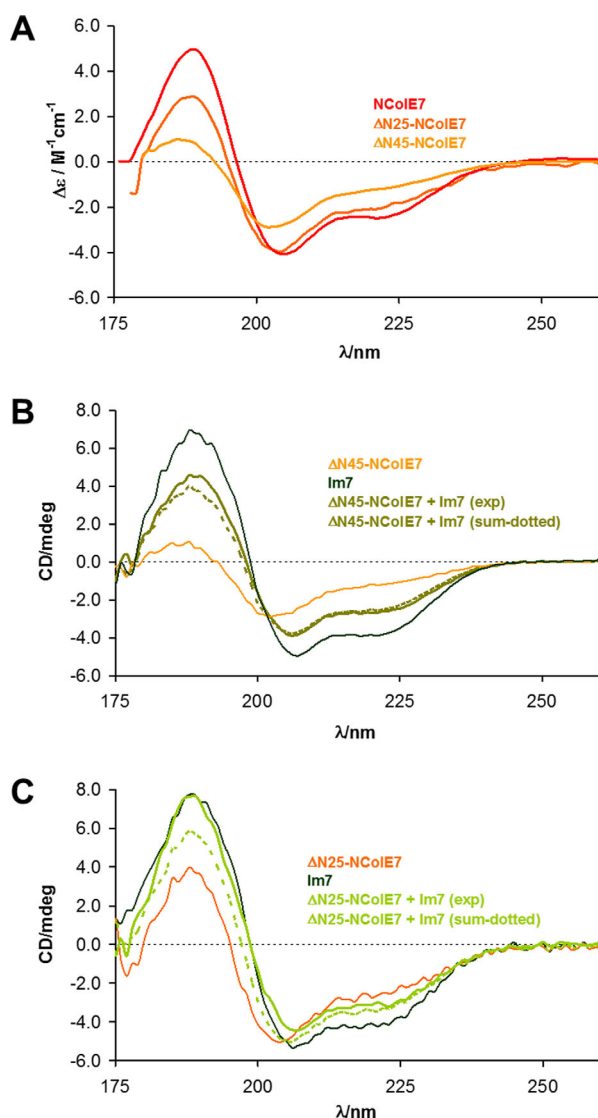 A
6.0
4.0
2.0
0.0
-2.0
-4.0
-6.0
Δε / M⁻¹cm⁻¹
NColE7
ΔN25-NColE7
ΔN45-NColE7
175 200 225 250
λ/nm
B
8.0
6.0
4.0
2.0
0.0
-2.0
-4.0
-6.0
CD/mdeg
ΔN45-NColE7
Im7
ΔN45-NColE7 + Im7 (exp)
ΔN45-NColE7 + Im7 (sum-dotted)
175 200 225 250
λ/nm
C
8.0
6.0
4.0
2.0
0.0
-2.0
-4.0
-6.0
CD/mdeg
ΔN25-NColE7
Im7
ΔN25-NColE7 + Im7 (exp)
ΔN25-NColE7 + Im7 (sum-dotted)
175 200 225 250
λ/nm